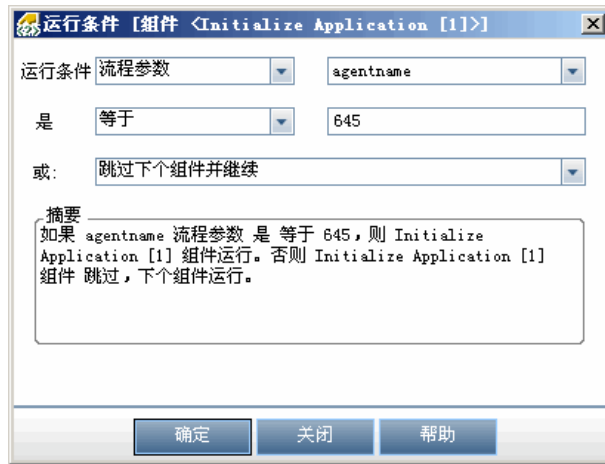 运行条件 [组件 <Initialize Application [1]>]
运行条件 流程参数 agentname
是 等于 645
或: 跳过下个组件并继续
摘要
如果 agentname 流程参数 是 等于 645，则 Initialize
Application [1] 组件运行。否则 Initialize Application [1]
组件 跳过，下个组件运行。
确定 关闭 帮助